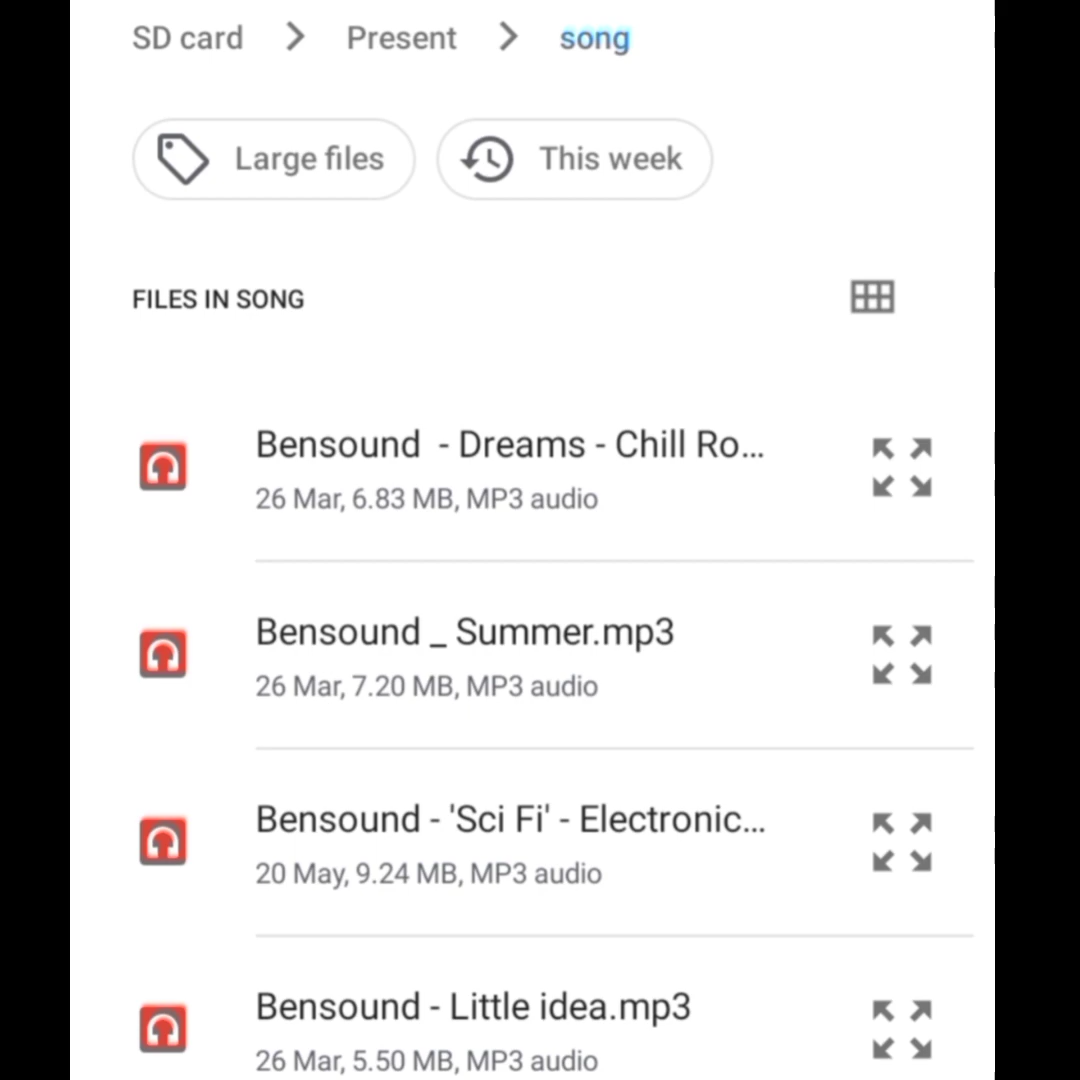 SD card > Present > song
Large files This week
FILES IN SONG
Bensound - Dreams - Chill Ro...
26 Mar, 6.83 MB, MP3 audio
Bensound _ Summer.mp3
26 Mar, 7.20 MB, MP3 audio
Bensound - 'Sci Fi' - Electronic...
20 May, 9.24 MB, MP3 audio
Bensound - Little idea.mp3
26 Mar, 5.50 MB, MP3 audio